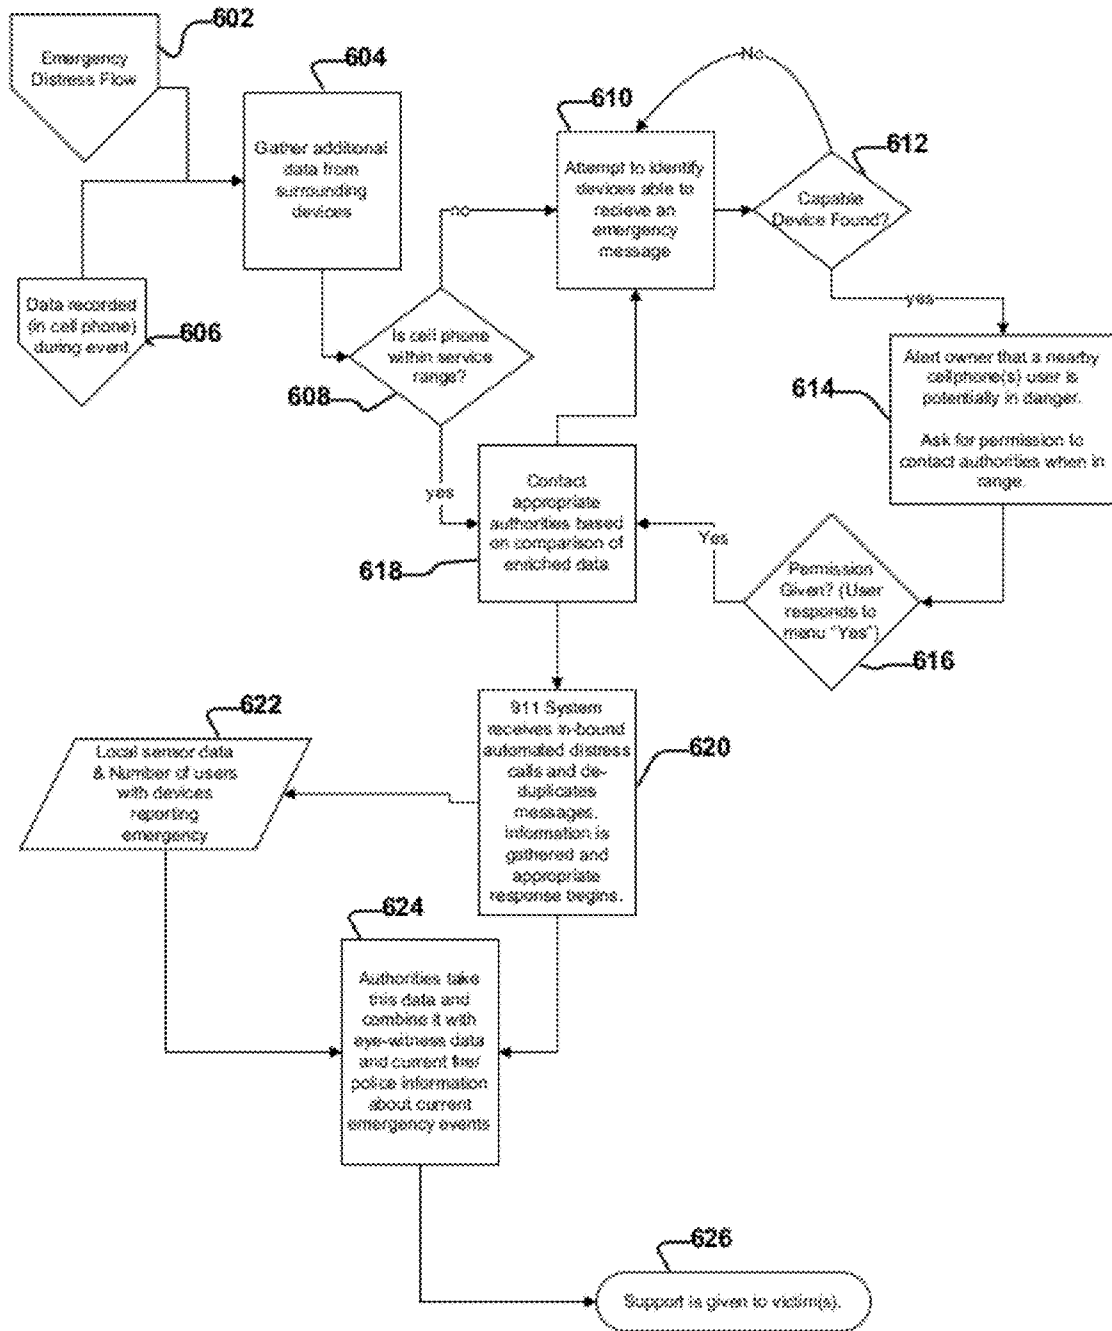 602
Emergency
Distress Flow
604
Gather additional
data from
surrounding
devices
Data recorded
(in cell phone)
during event
606
no
Is cell phone
within service
range?
608
yes
No
610
Attempt to identify
devices able to
recieve an
emergency
message
612
Capable
Device Found?
yes
614
Alert owner that a nearby
cellphone(s) user is
potentially in danger.
Ask for permission to
contact authorities when in
range.
Permission
Given? (User
responds to
menu "Yes")
616
Yes
Contact
appropriate
authorities based
on comparison of
enriched data
618
911 System
receives in-bound
automated distress
calls and de-
duplicates
messages,
information is
gathered and
appropriate
response begins.
620
622
Local sensor data
& Number of users
with devices
reporting
emergency
624
Authorities take
this data and
combine it with
eye-witness data
and current fire/
police information
about current
emergency events
626
Support is given to victim(s).